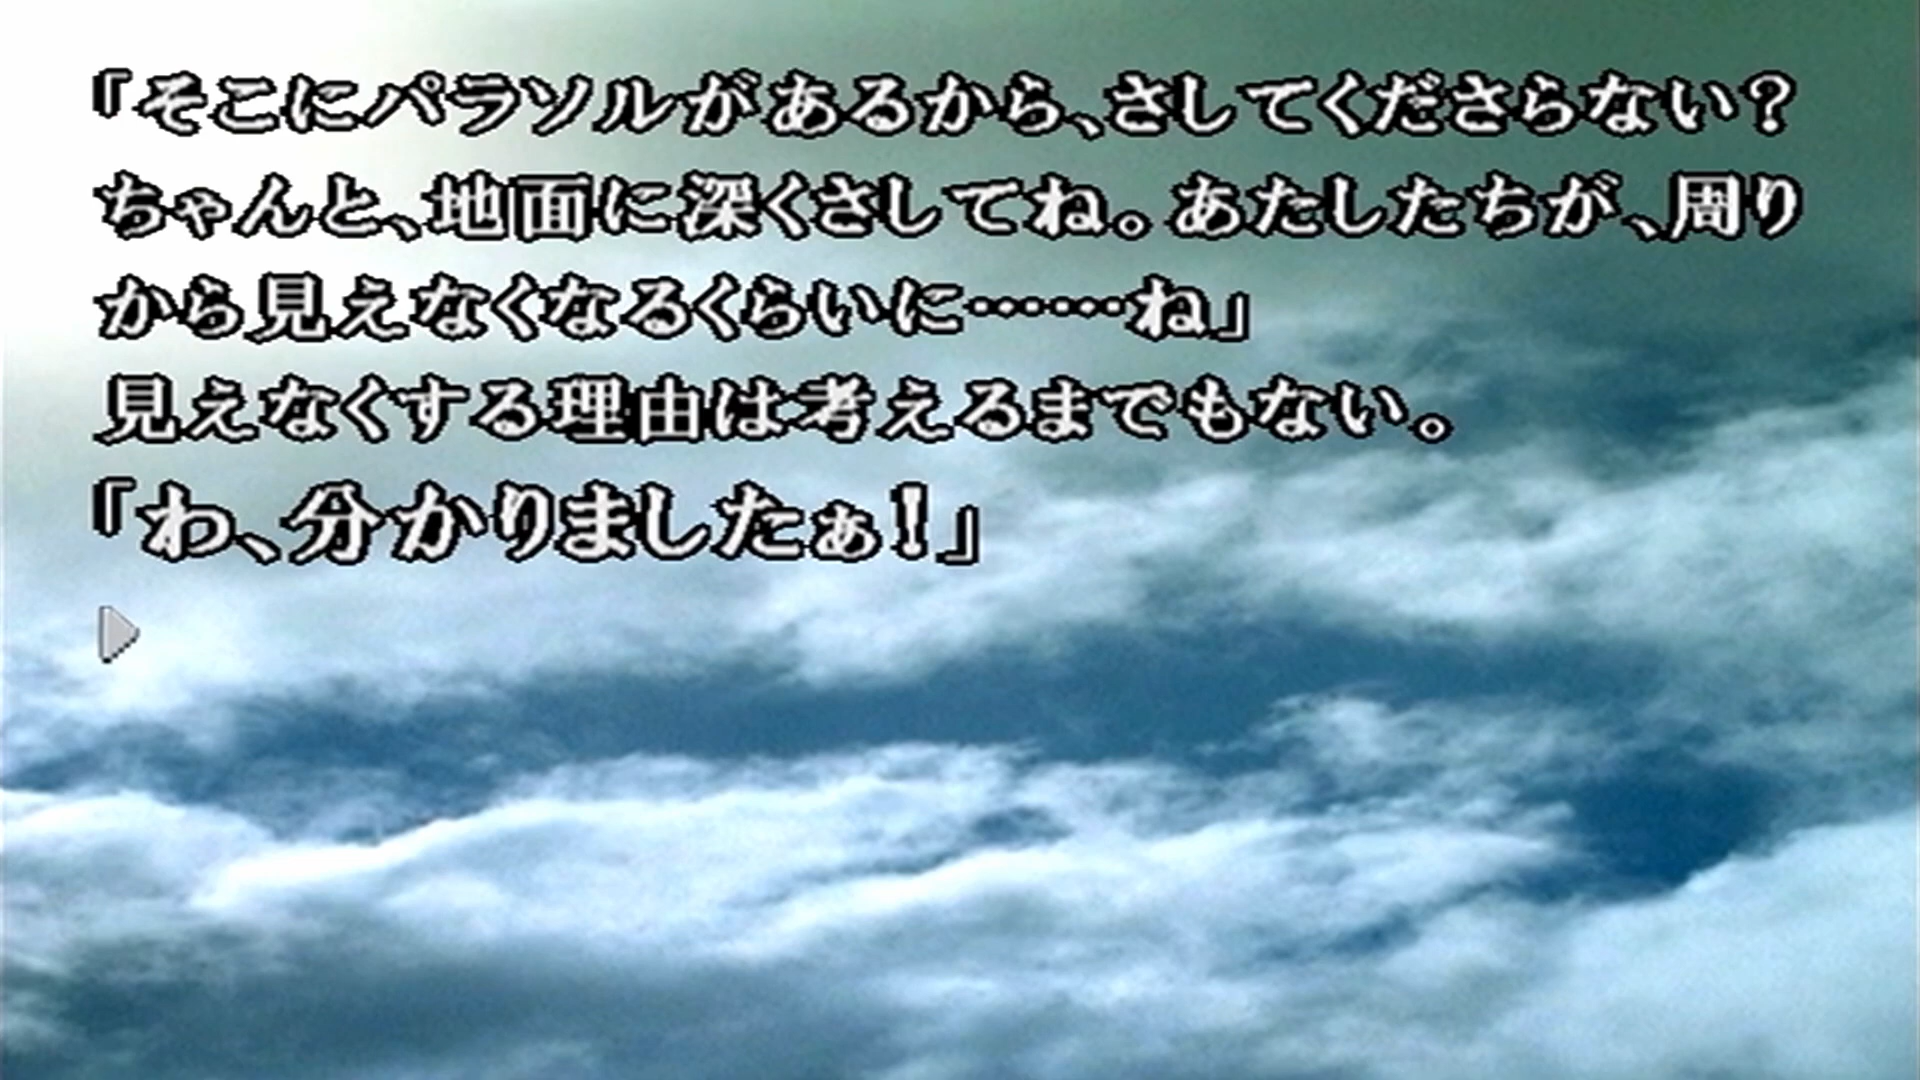 「そこにパラソルがあるから、さしてくださらない？
ちゃんと、地面に深くさしてね。あたしたちが、周り
から見えなくなるくらいに……ね」
見えなくする理由は考えるまでもない。
「わ、分かりましたぁ！」